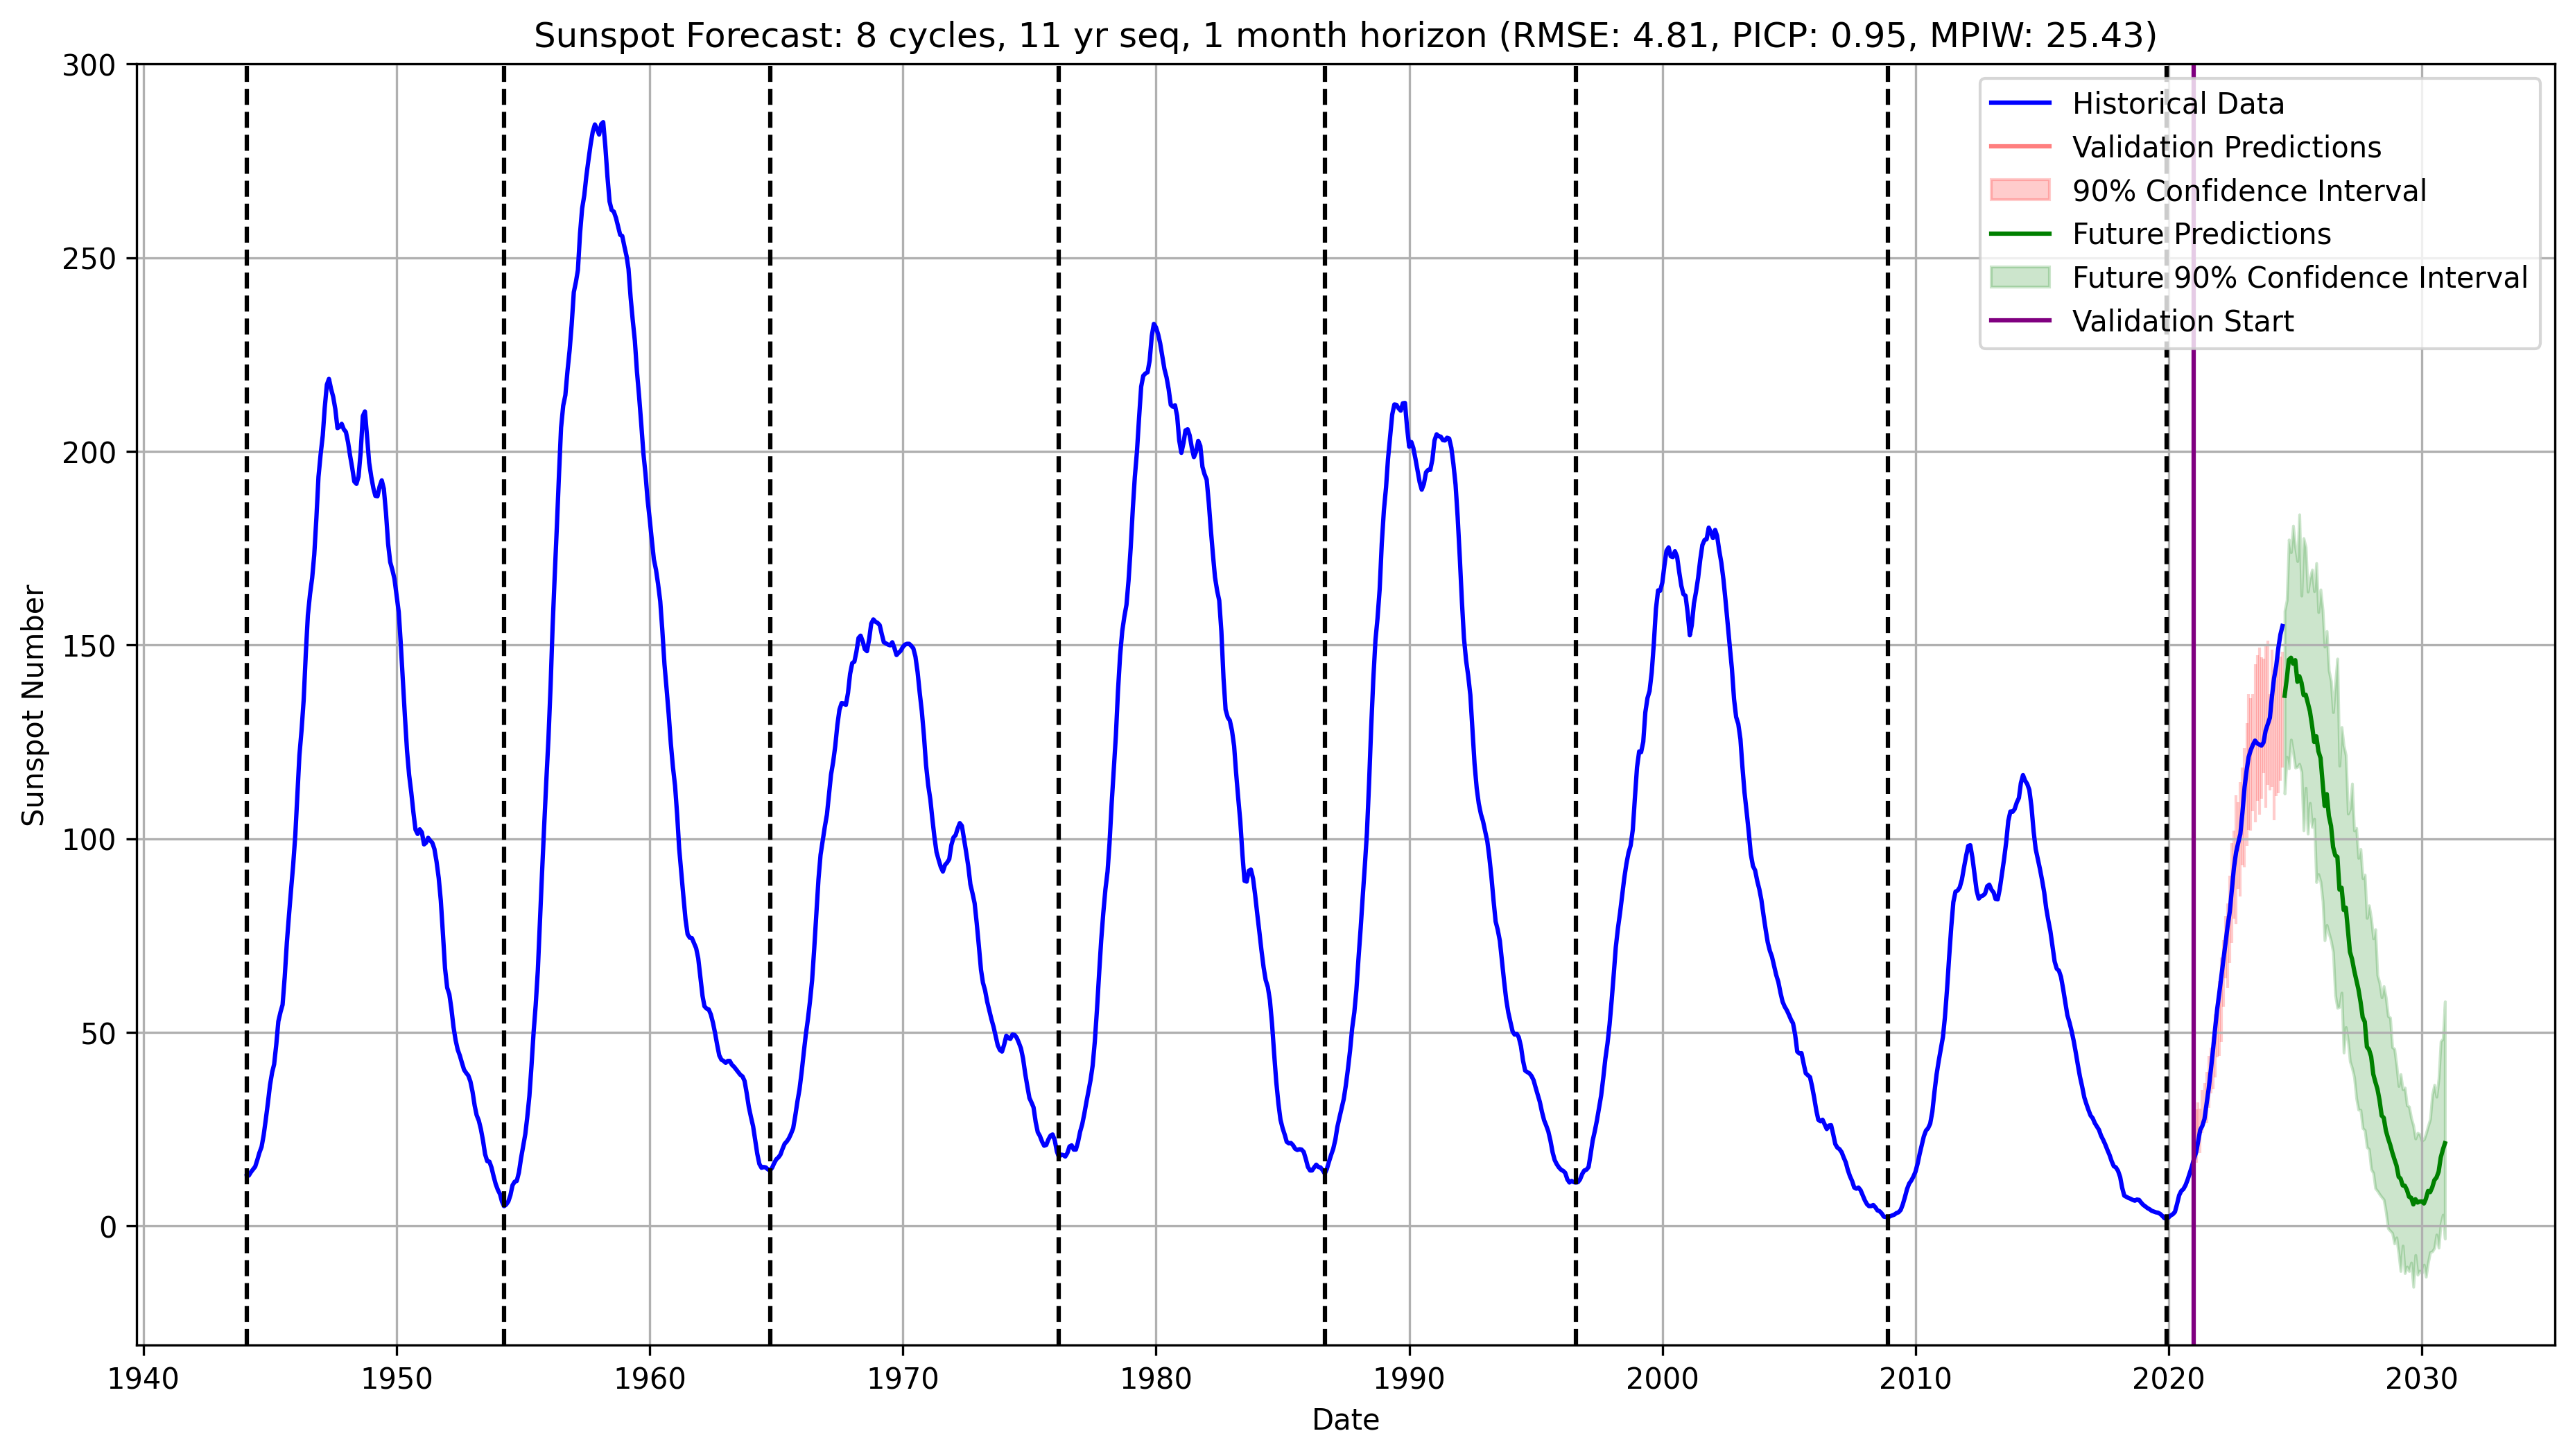 Sunspot Forecast: 8 cycles, 11 yr seq, 1 month horizon (RMSE: 4.81, PICP: 0.95, MPIW: 25.43)
300
250
200
150
100
50
0
Sunspot Number
Historical Data
Validation Predictions
90% Confidence Interval
Future Predictions
Future 90% Confidence Interval
Validation Start
1940 1950 1960 1970 1980 1990 2000 2010 2020 2030
Date